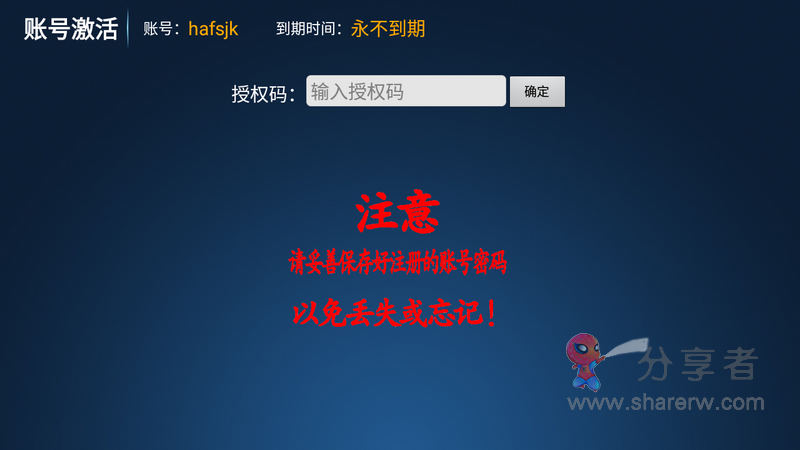 账号激活 账号：hafsjk 到期时间：永不到期
授权码： 输入授权码 确定
注意
请妥善保存好注册的账号密码
以免丢失或忘记！
分享者
www.sharerw.com